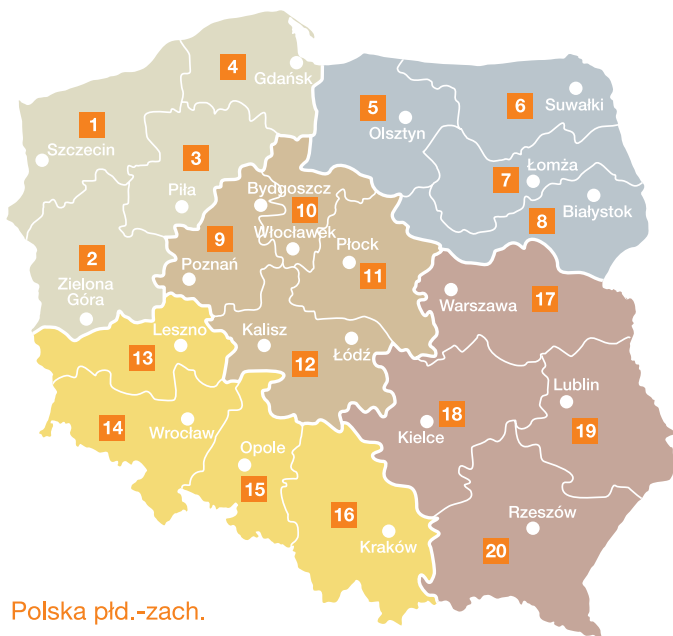 4
Gdańsk
5
Olsztyn
6
Suwałki
1
Szczecin
3
Piła
7
Łomża
8
Białystok
Bydgoszcz
10
Włocławek
9
Poznań
Płock
11
2
Zielona
Góra
Warszawa
17
Leszno
13
Kalisz
Łódź
12
14
Wrocław
18
Kielce
Lublin
19
Opole
15
16
Kraków
Rzeszów
20
Polska płd.-zach.